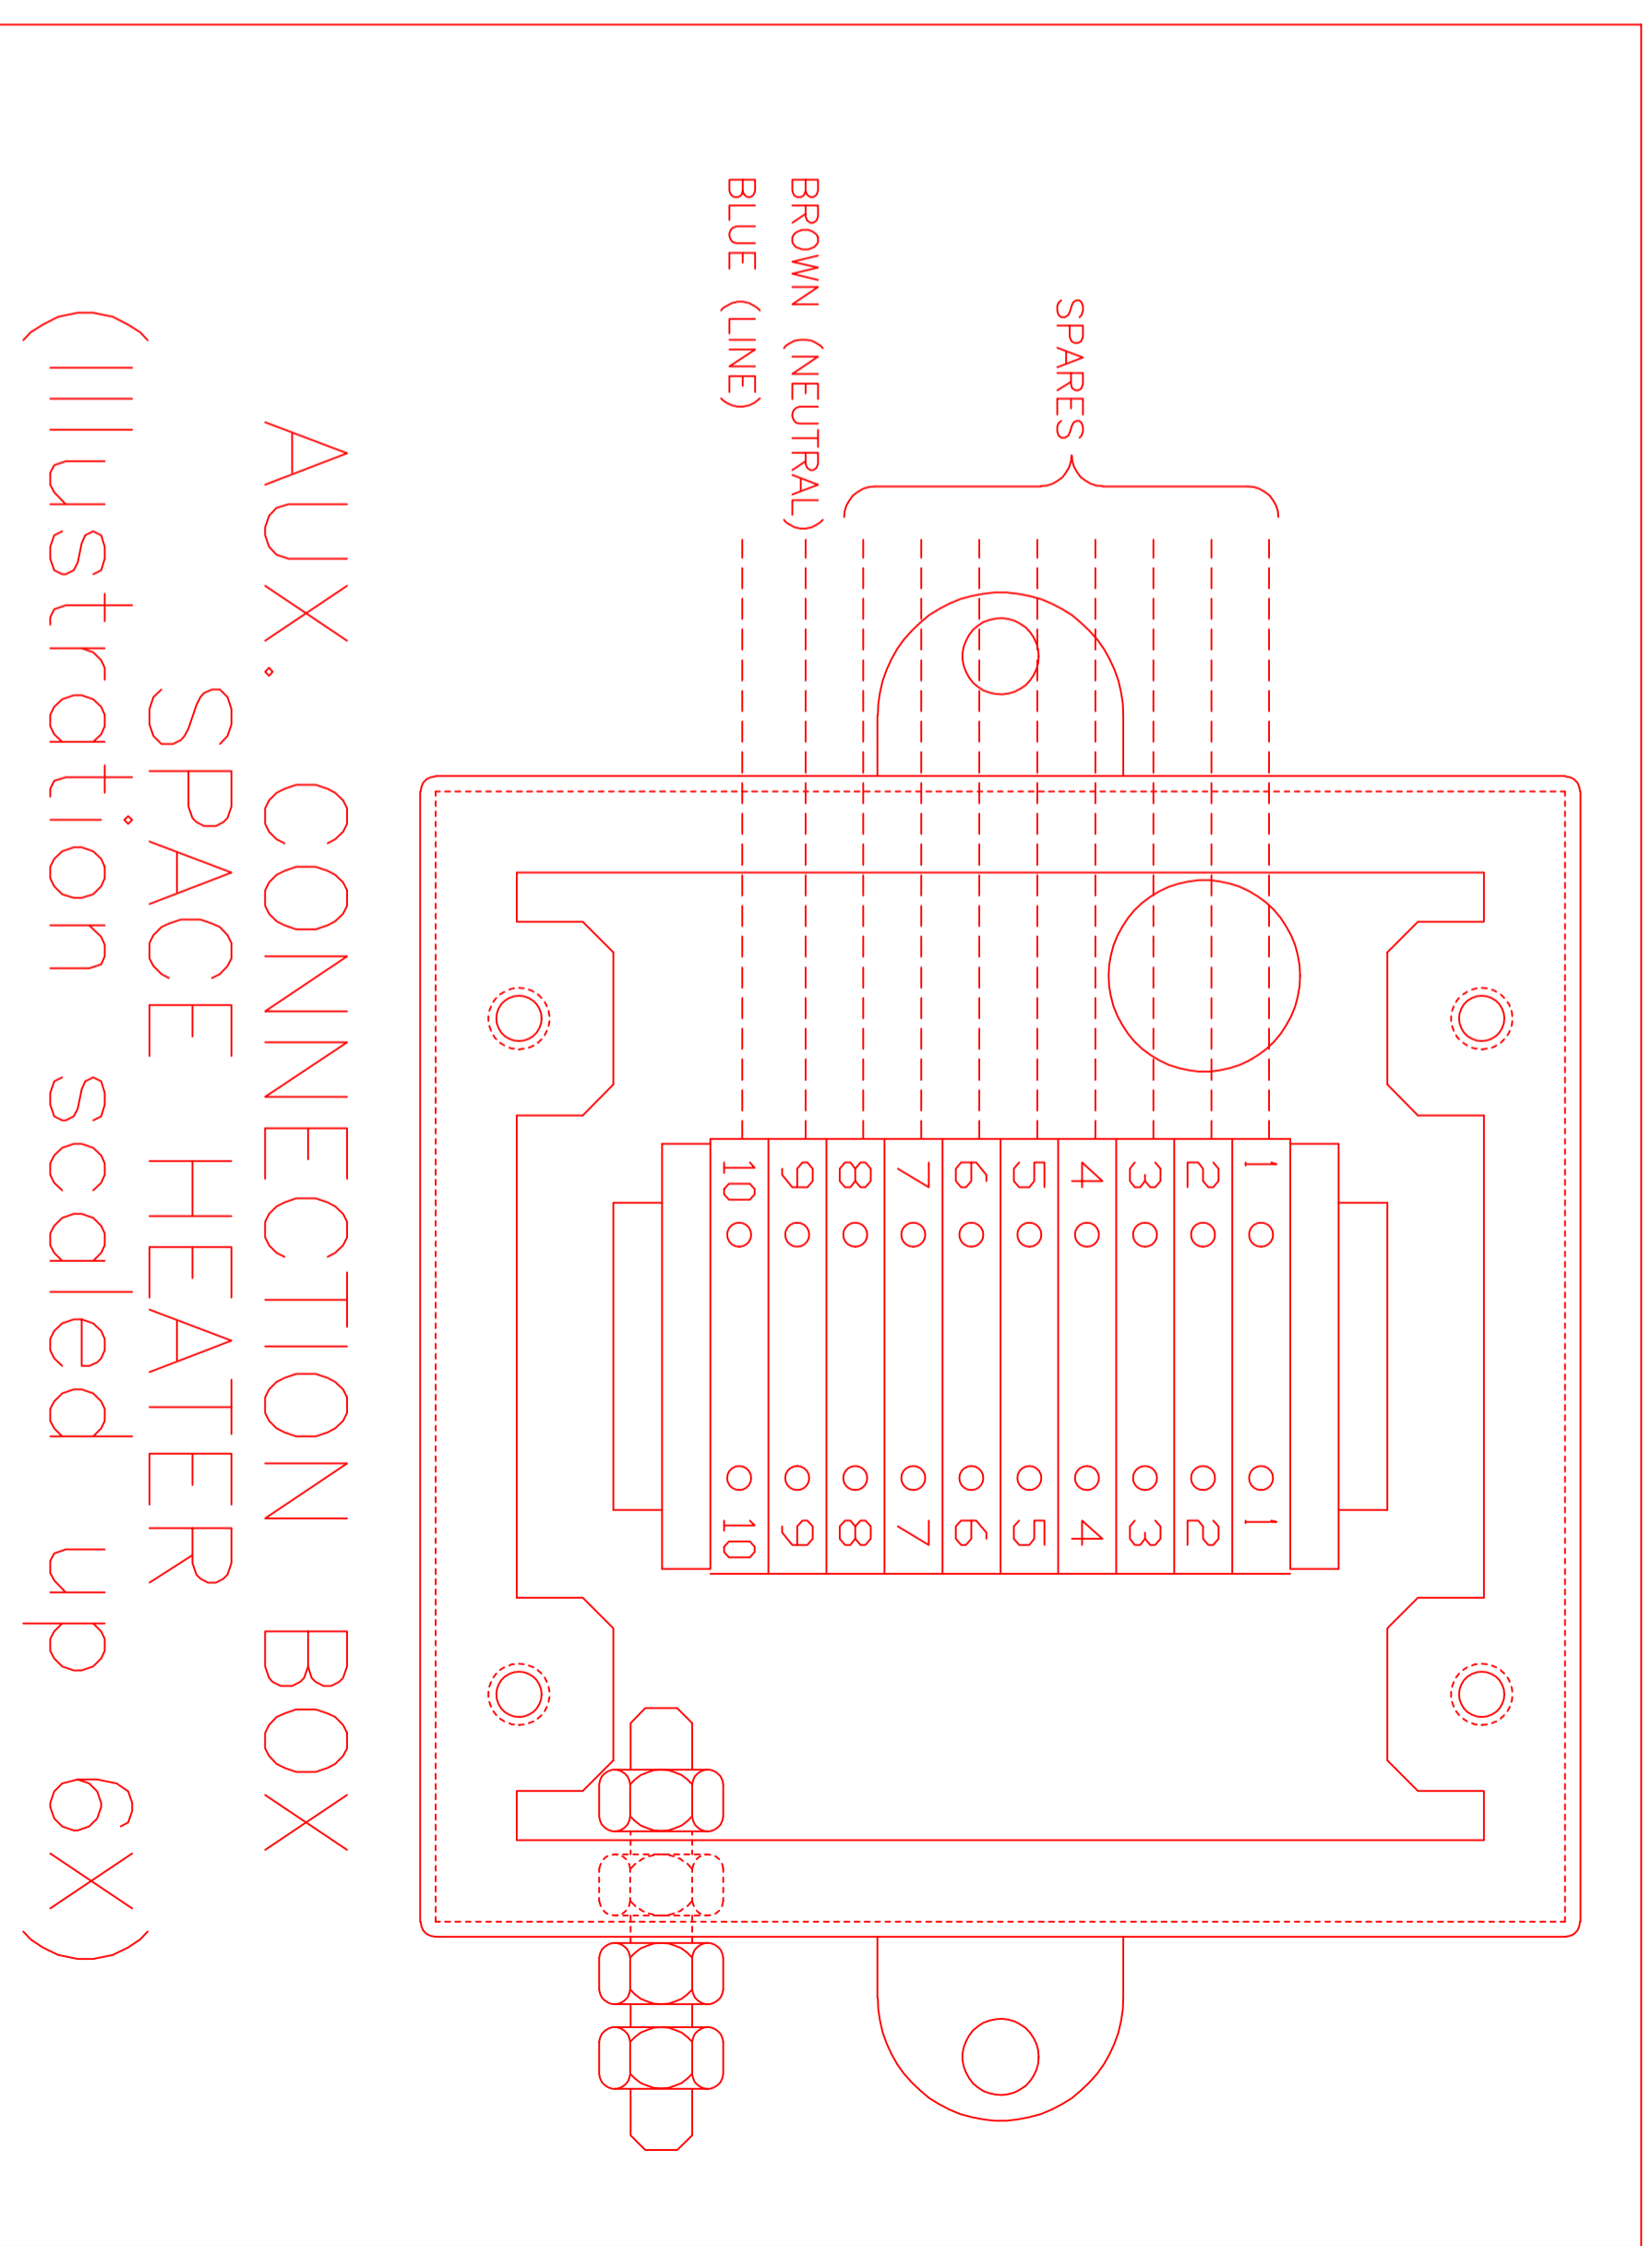 1 1
2 2
3 3
SPARES 4 4
5 5
6 6
7 7
8 8
BROWN (NEUTRAL) 9 9
BLUE (LINE) 10 10
AUX. CONNECTION BOX
SPACE HEATER
(Illustration scaled up 6X)